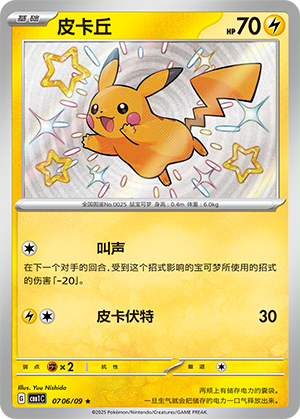 基础 皮卡丘 HP70
全国图鉴No.0025 鼠宝可梦 身高：0.4m 体重：6.0kg
叫声
在下一个对手的回合，受到这个招式影响的宝可梦所使用的招式
的伤害「-20」。
皮卡伏特 30
弱点 ×2 抗性 撤退
Illus. Yuu Nishida
G CSM1C 0706/09 ★
两颊上有储存电力的囊袋。
一旦生气就会把储存的电力一口气释放出来。
©2025 Pokémon/Nintendo/Creatures/GAME FREAK.